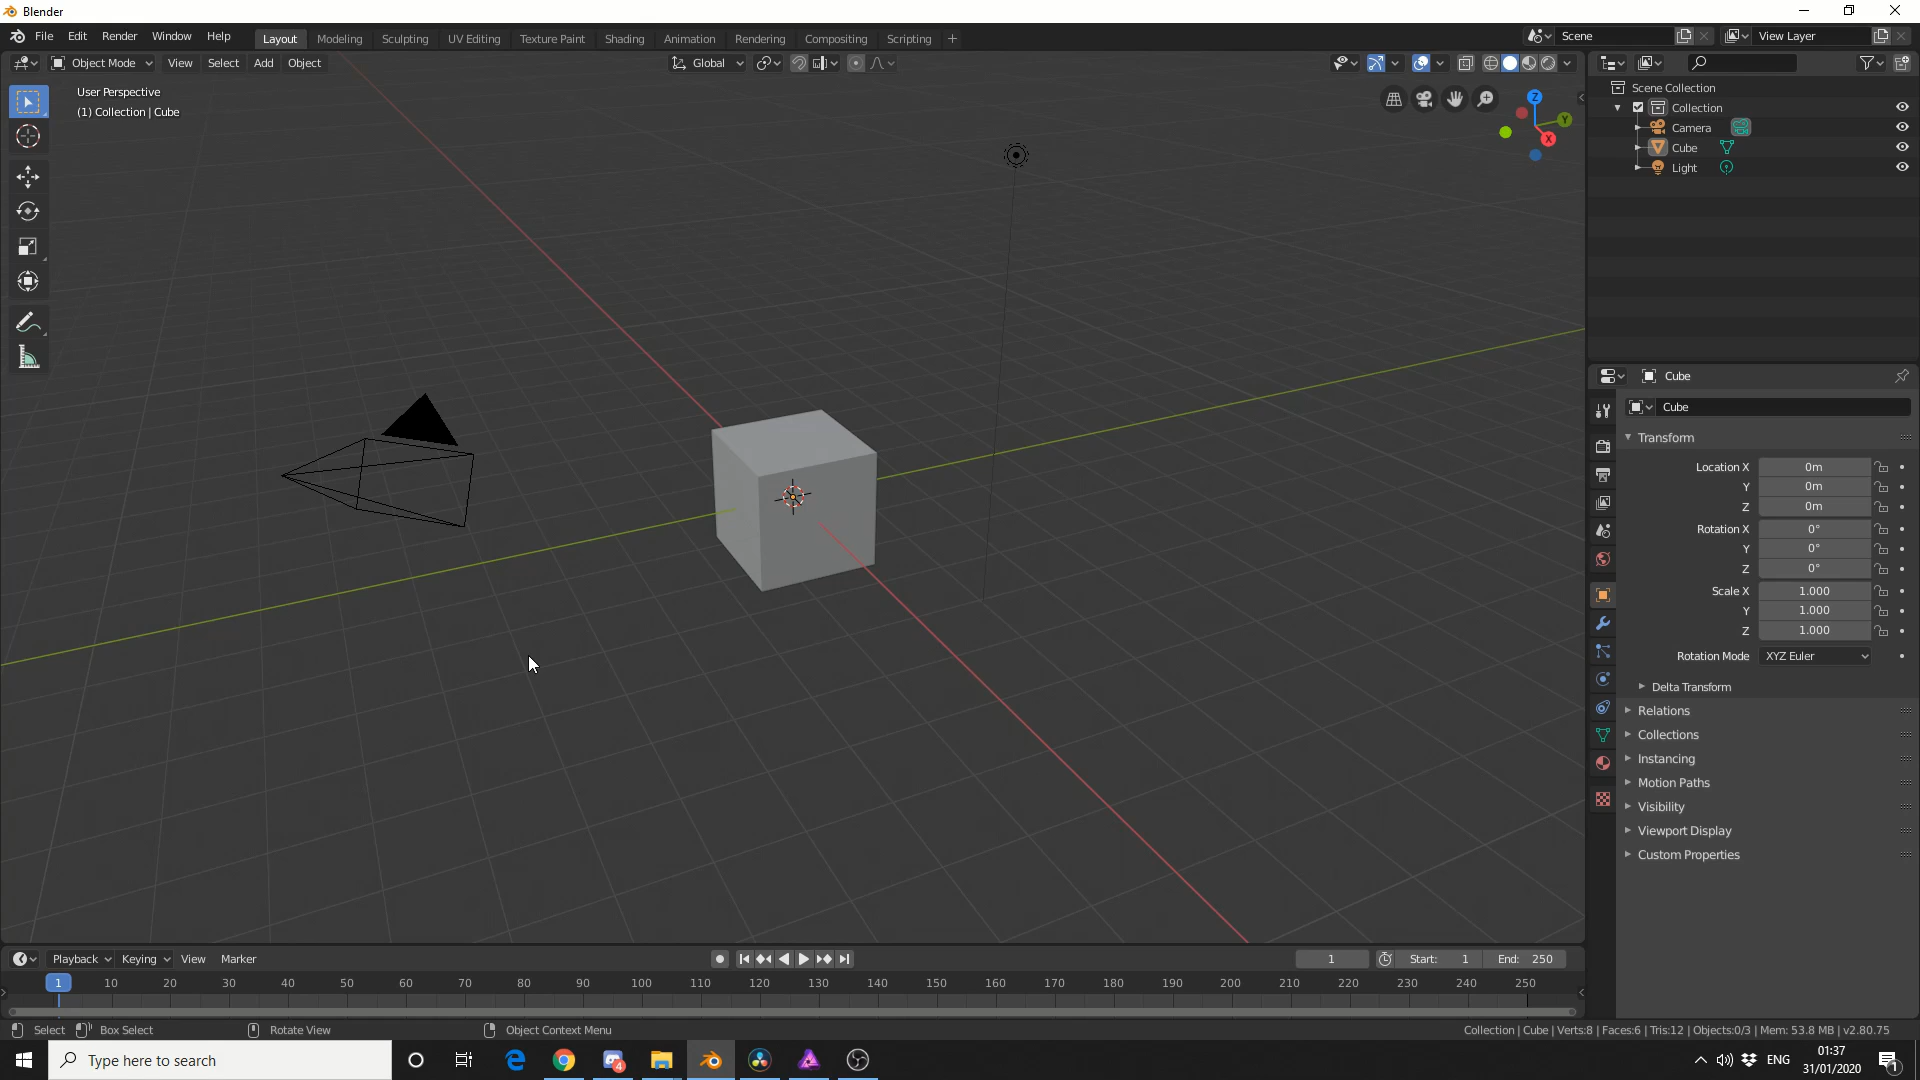 Blender
File Edit Render Window Help Layout Modeling Sculpting UV Editing Texture Paint Shading Animation Rendering Compositing Scripting + Scene View Layer
Object Mode View Select Add Object Global
User Perspective
(1) Collection | Cube
Z
Y
X
Scene Collection
Collection
Camera
Cube
Light
Cube
Cube
Transform
Location X 0m
Y 0m
Z 0m
Rotation X 0°
Y 0°
Z 0°
Scale X 1.000
Y 1.000
Z 1.000
Rotation Mode XYZ Euler
Delta Transform
Relations
Collections
Instancing
Motion Paths
Visibility
Viewport Display
Custom Properties
Playback Keying View Marker 1 Start: 1 End: 250
1 10 20 30 40 50 60 70 80 90 100 110 120 130 140 150 160 170 180 190 200 210 220 230 240 250
Select Box Select Rotate View Object Context Menu Collection | Cube | Verts:8 | Faces:6 | Tris:12 | Objects:0/3 | Mem: 53.8 MB | v2.80.75
Type here to search 4 ENG 01:37
31/01/2020 1